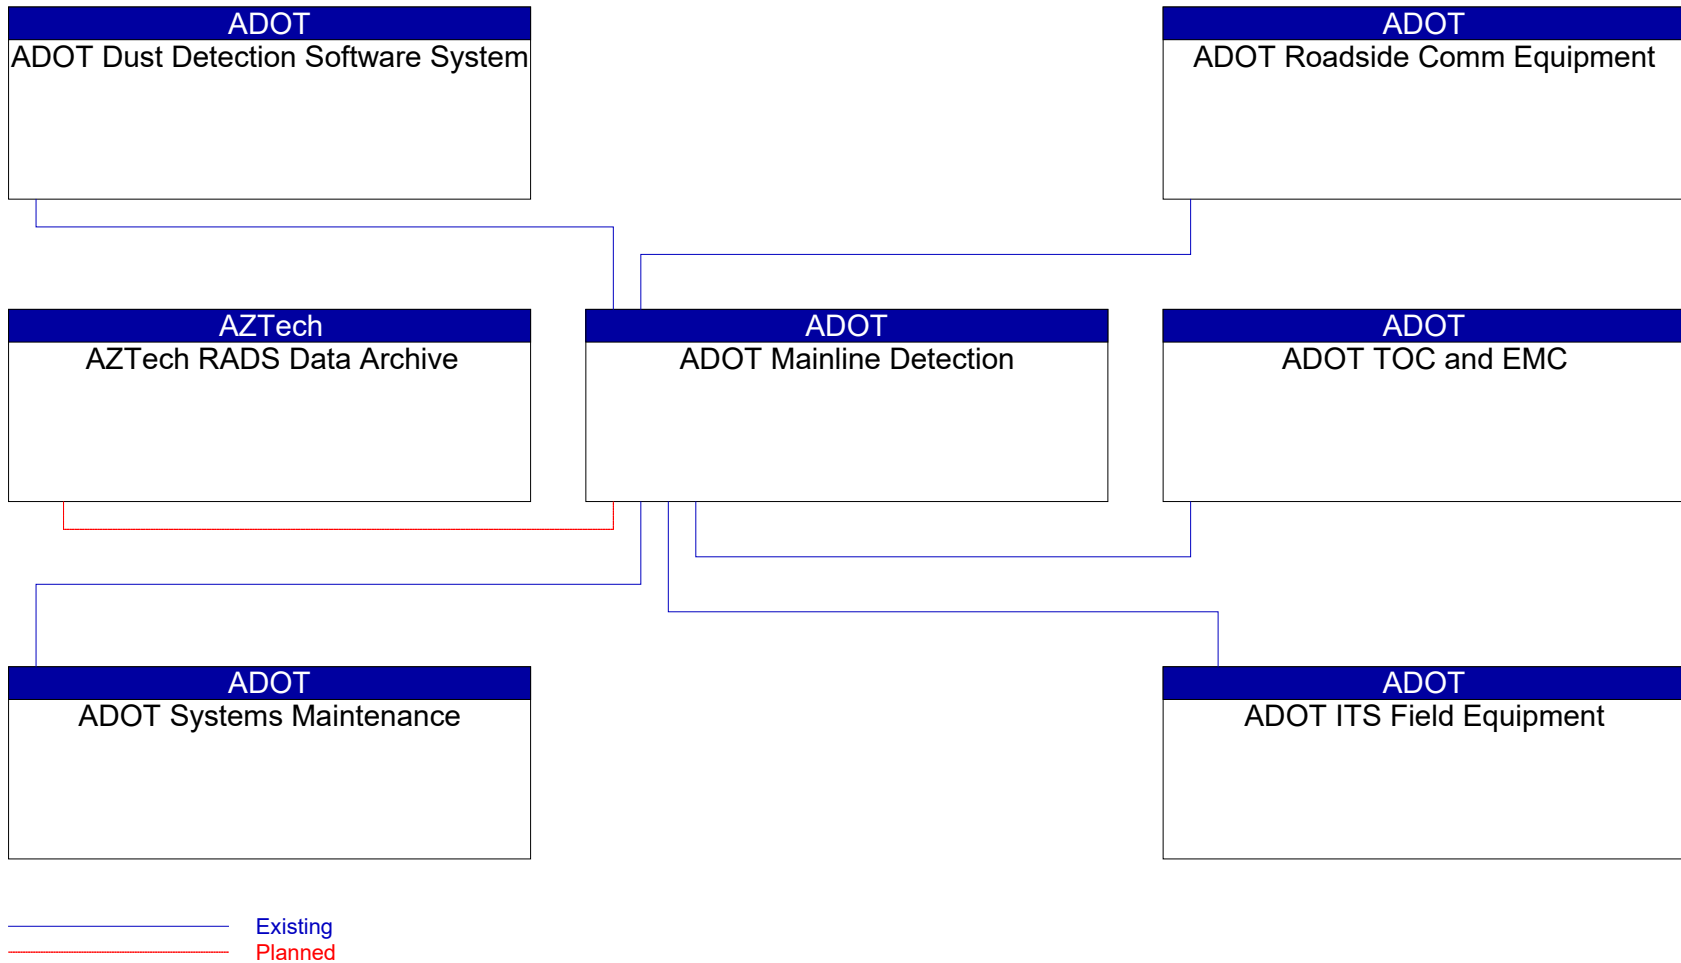 ADOT
ADOT Dust Detection Software System
ADOT
ADOT Roadside Comm Equipment
AZTech
AZTech RADS Data Archive
ADOT
ADOT Mainline Detection
ADOT
ADOT TOC and EMC
ADOT
ADOT Systems Maintenance
ADOT
ADOT ITS Field Equipment
Existing
Planned